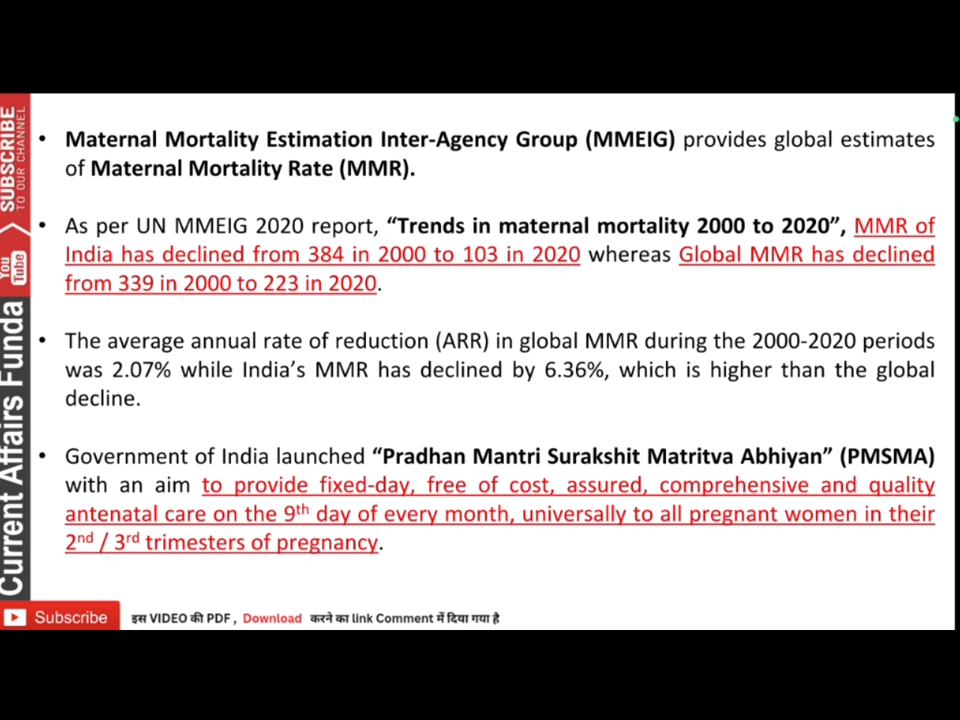 • Maternal Mortality Estimation Inter-Agency Group (MMEIG) provides global estimates
of Maternal Mortality Rate (MMR).
• As per UN MMEIG 2020 report, “Trends in maternal mortality 2000 to 2020”, MMR of
India has declined from 384 in 2000 to 103 in 2020 whereas Global MMR has declined
from 339 in 2000 to 223 in 2020.
• The average annual rate of reduction (ARR) in global MMR during the 2000-2020 periods
was 2.07% while India’s MMR has declined by 6.36%, which is higher than the global
decline.
• Government of India launched “Pradhan Mantri Surakshit Matritva Abhiyan” (PMSMA)
with an aim to provide fixed-day, free of cost, assured, comprehensive and quality
antenatal care on the 9th day of every month, universally to all pregnant women in their
2nd / 3rd trimesters of pregnancy.
SUBSCRIBE
TO OUR CHANNEL
You
Tube
Current Affairs Funda
Subscribe
इस VIDEO की PDF , Download करने का link Comment में दिया गया है